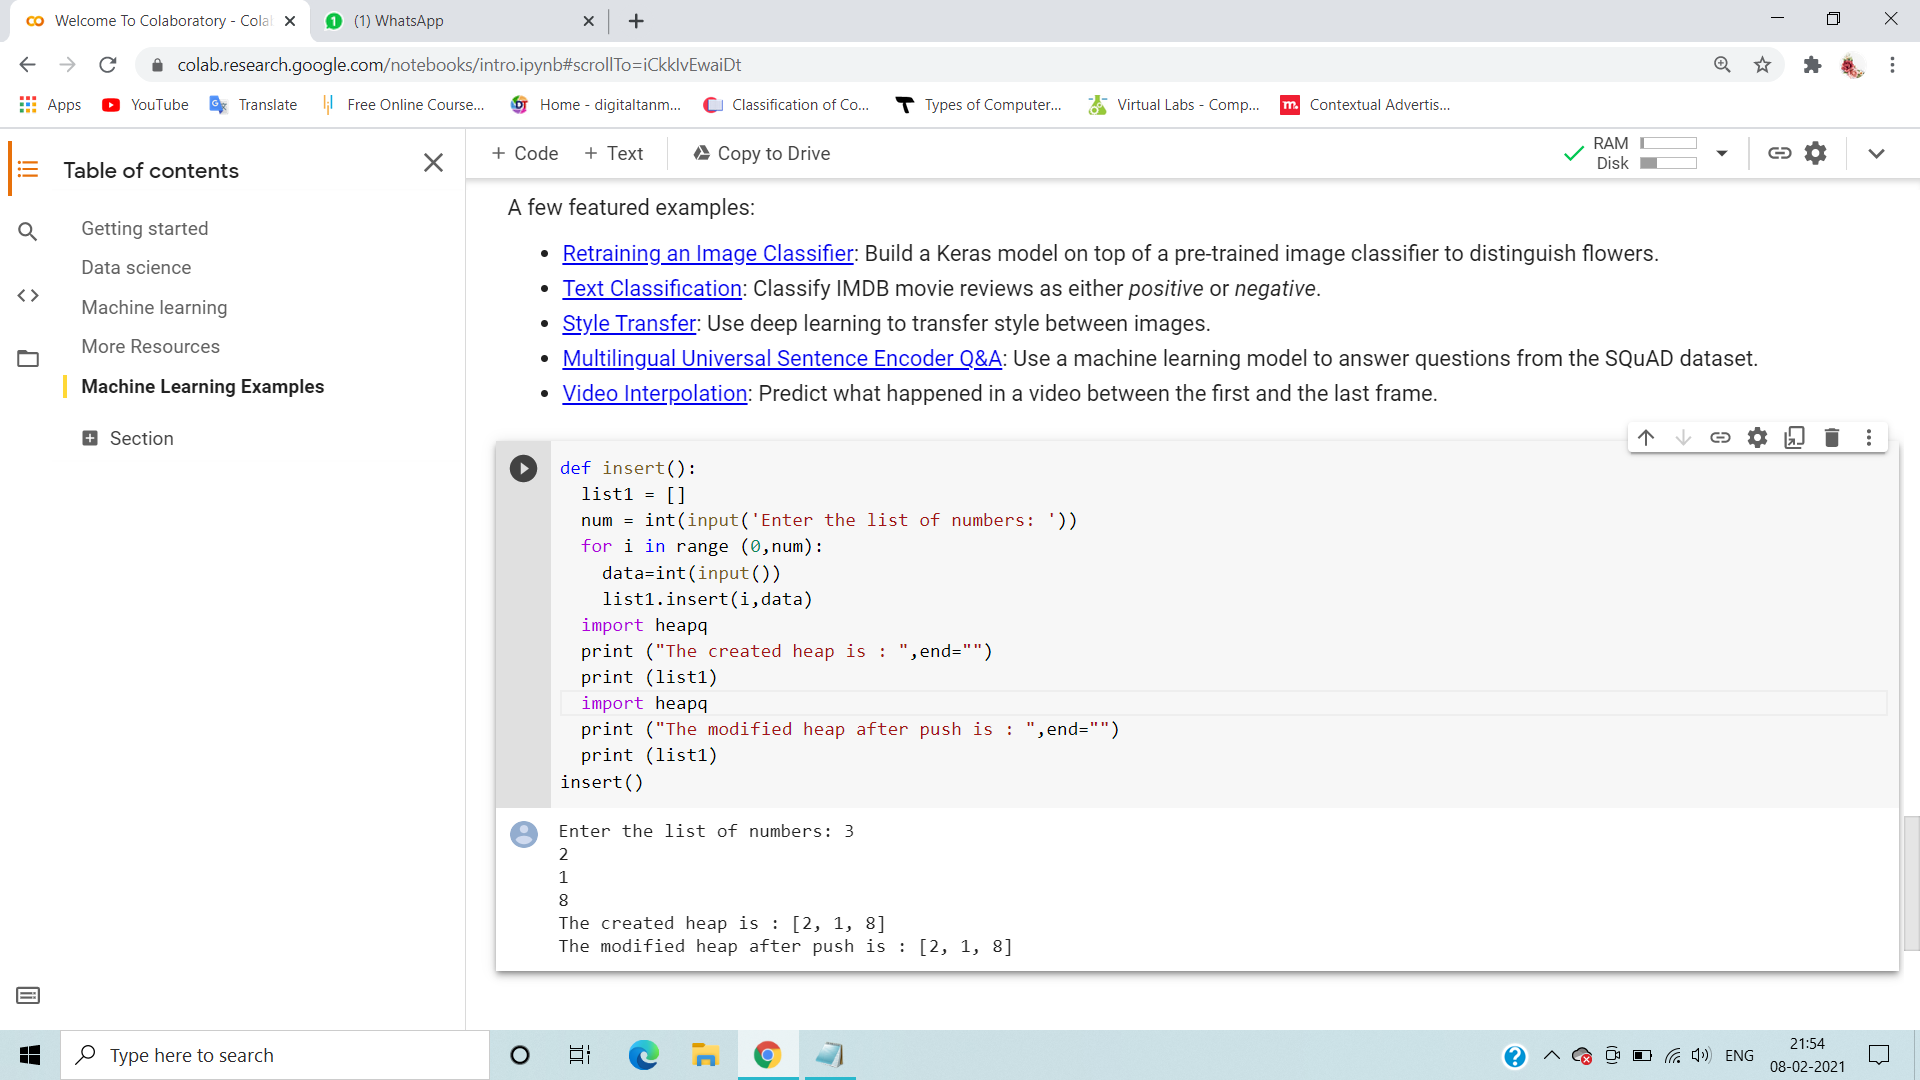 Welcome To Colaboratory - Cola
(1) WhatsApp
colab.research.google.com/notebooks/intro.ipynb#scrollTo=iCkkIvEwaiDt
Apps YouTube Translate Free Online Course... Home - digitaltanm... Classification of Co... Types of Computer... Virtual Labs - Comp... Contextual Advertis...
Table of contents
Getting started
Data science
Machine learning
More Resources
Machine Learning Examples
Section
+ Code + Text Copy to Drive
RAM
Disk
A few featured examples:
• Retraining an Image Classifier: Build a Keras model on top of a pre-trained image classifier to distinguish flowers.
• Text Classification: Classify IMDB movie reviews as either positive or negative.
• Style Transfer: Use deep learning to transfer style between images.
• Multilingual Universal Sentence Encoder Q&A: Use a machine learning model to answer questions from the SQuAD dataset.
• Video Interpolation: Predict what happened in a video between the first and the last frame.
def insert():
  list1 = []
  num = int(input('Enter the list of numbers: '))
  for i in range (0,num):
    data=int(input())
    list1.insert(i,data)
  import heapq
  print ("The created heap is : ",end="")
  print (list1)
  import heapq
  print ("The modified heap after push is : ",end="")
  print (list1)
insert()
Enter the list of numbers: 3
2
1
8
The created heap is : [2, 1, 8]
The modified heap after push is : [2, 1, 8]
Type here to search
ENG
21:54
08-02-2021